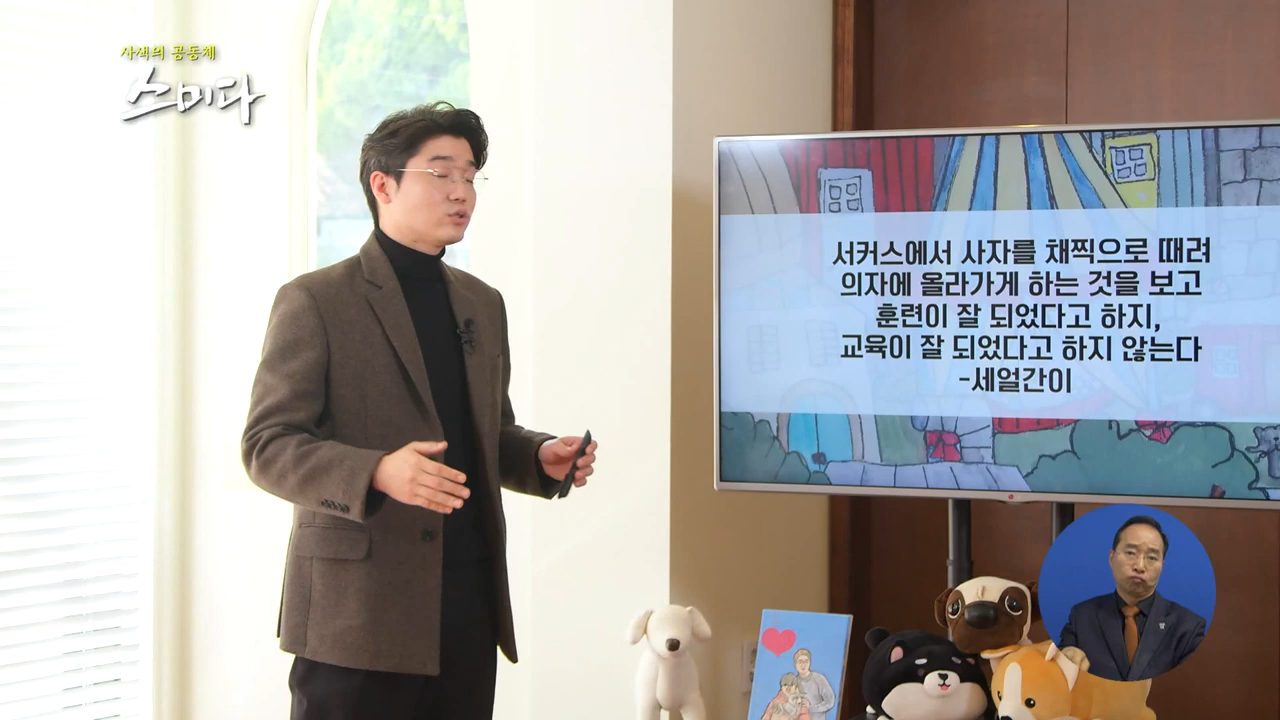 사색의 공동체
스미다
서커스에서 사자를 채찍으로 때려
의자에 올라가게 하는 것을 보고
훈련이 잘 되었다고 하지,
교육이 잘 되었다고 하지 않는다
-세얼간이